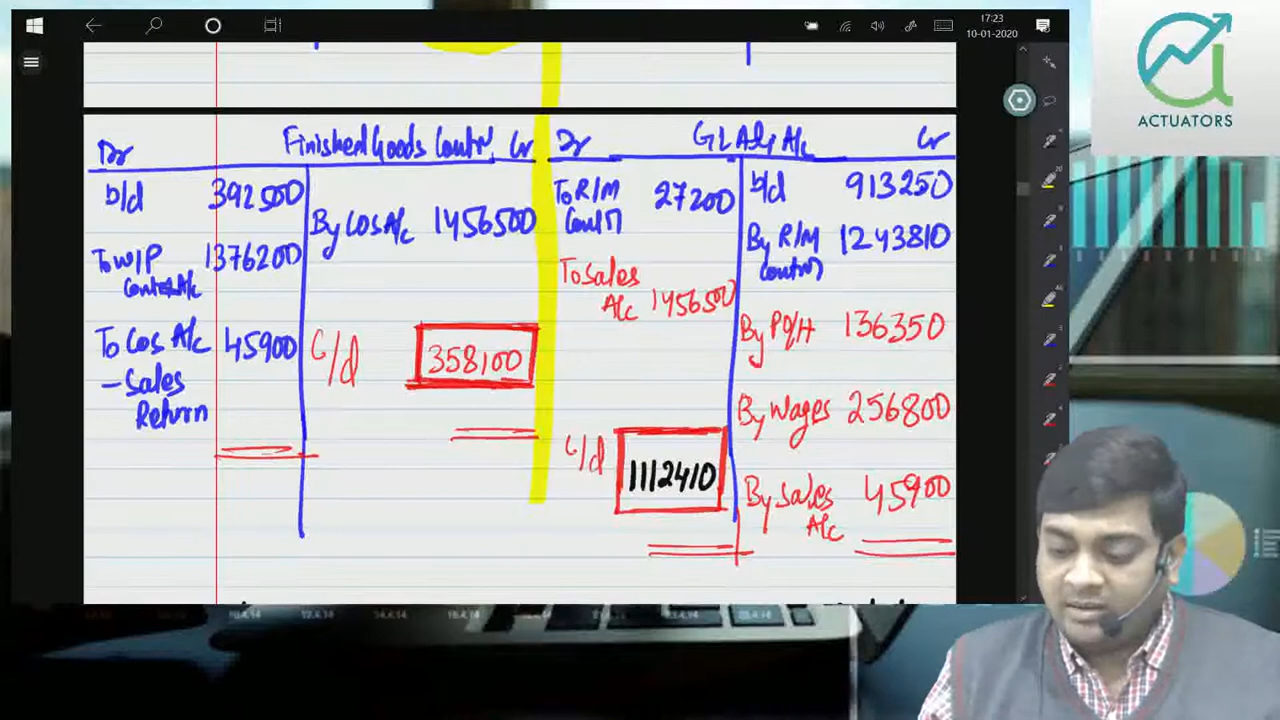 17:23
10-01-2020
ACTUATORS
Dr Finished Goods Control Cr
b/d 392500
By COS A/c 1456500
To WIP 1376200
Control A/c
To COS A/c 45900
- Sales
Return
c/d 358100
Dr GL Adj A/c Cr
To R/M 27200
Control
b/d 913250
By R/M 1243810
Control
To Sales
A/c 1456500
By PO/H 136350
By Wages 256800
c/d 1112410
By Sales 45900
A/c